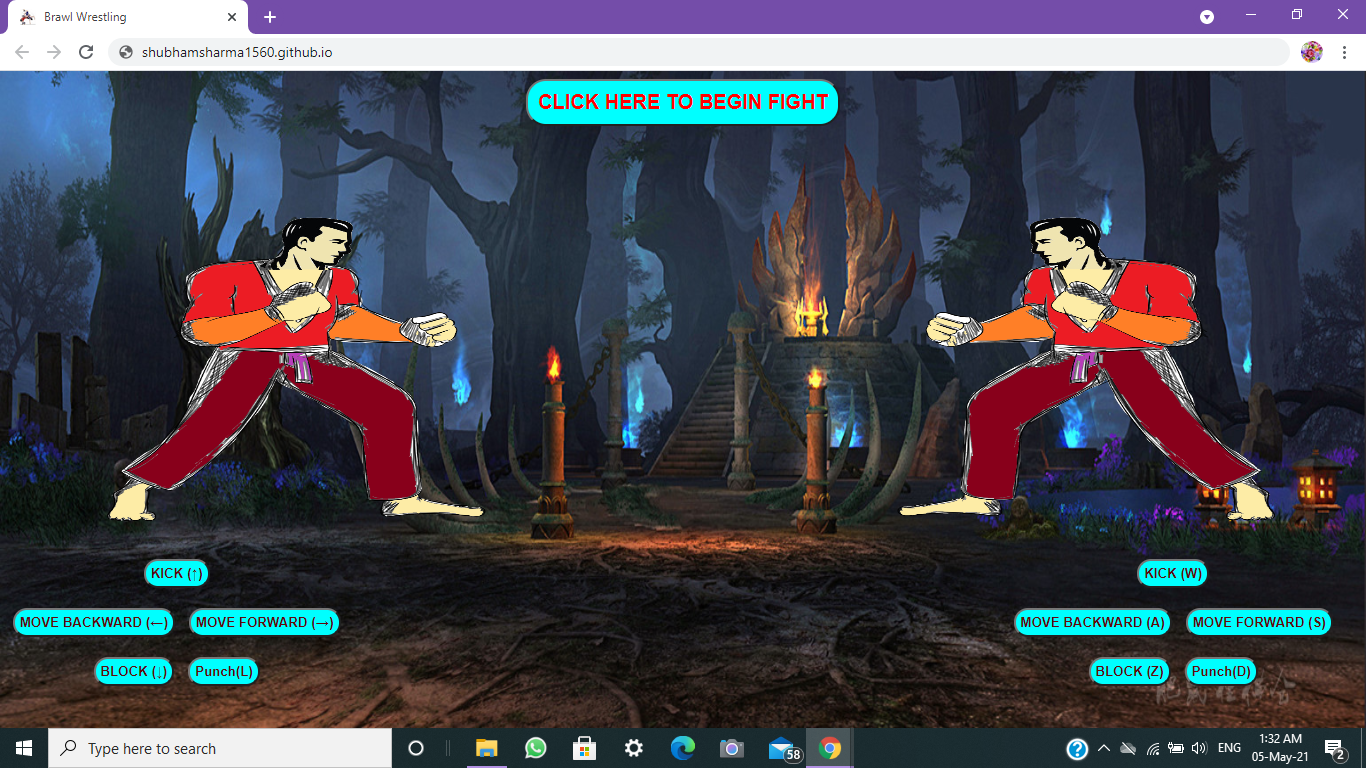 Brawl Wrestling
shubhamsharma1560.github.io
CLICK HERE TO BEGIN FIGHT
KICK (↑)
MOVE BACKWARD (←) MOVE FORWARD (→)
BLOCK (↓) Punch(L)
KICK (W)
MOVE BACKWARD (A) MOVE FORWARD (S)
BLOCK (Z) Punch(D)
Type here to search
58
ENG
1:32 AM
05-May-21
2